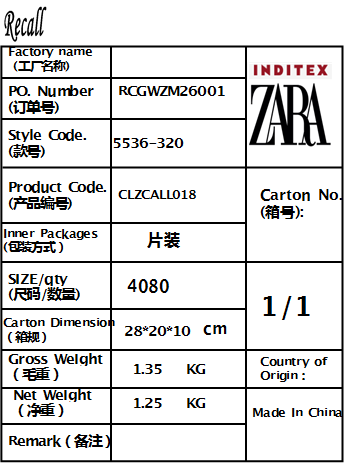 Recall
Factory name
(工厂名称)
PO. Number
(订单号)
RCGWZM26001
INDITEX
ZARA
Style Code.
(款号)
5536-320
Product Code.
(产品编号)
CLZCALL018
Carton No.
(箱号):
Inner Packages
(包装方式)
片装
SIZE/qty
(尺码/数量)
4080
1/1
Carton Dimension
(箱规)
28*20*10 cm
Gross Weight
(毛重)
1.35 KG
Country of
Origin :
Net Weight
(净重)
1.25 KG
Made In China
Remark (备注)